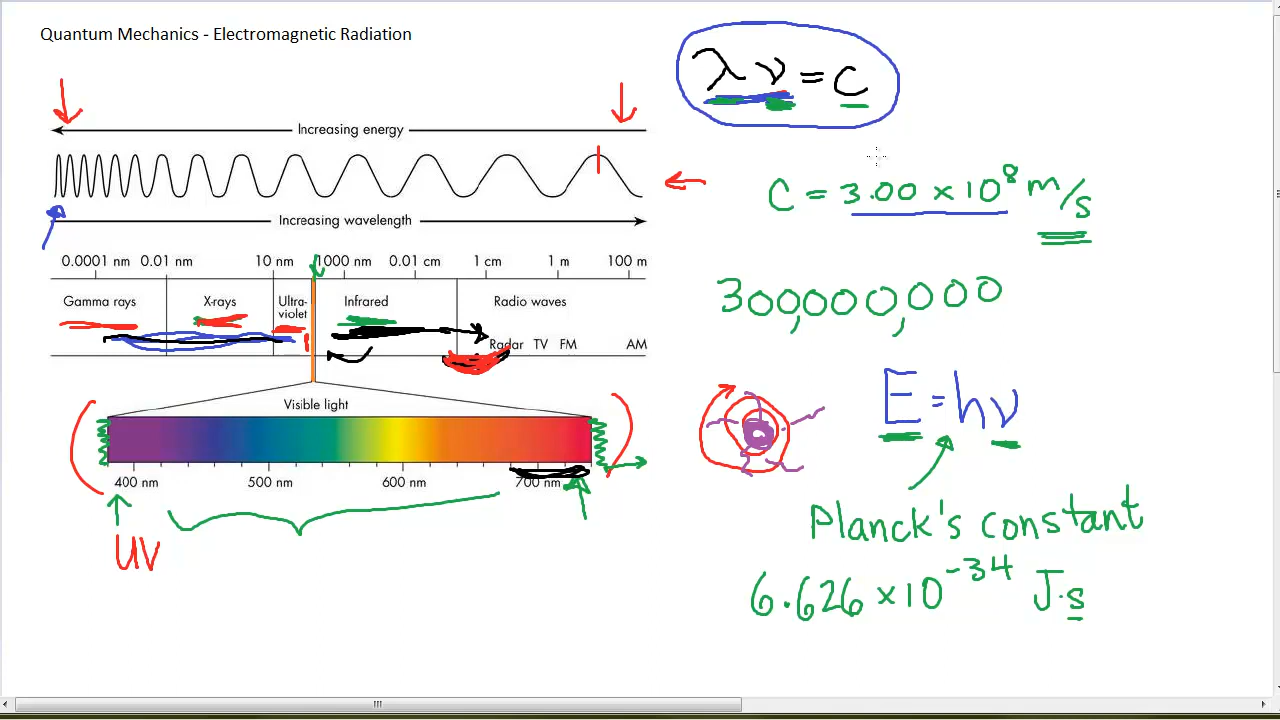 Quantum Mechanics - Electromagnetic Radiation
λ ν = c
Increasing energy
Increasing wavelength
C = 3.00 × 10⁸ m/s
0.0001 nm 0.01 nm 10 nm 1000 nm 0.01 cm 1 cm 1 m 100 m
Gamma rays X-rays Ultra-
violet Infrared Radio waves
Radar TV FM AM
300,000,000
Visible light
E = hν
400 nm 500 nm 600 nm 700 nm
UV
Planck's constant
6.626 × 10⁻³⁴ J·s